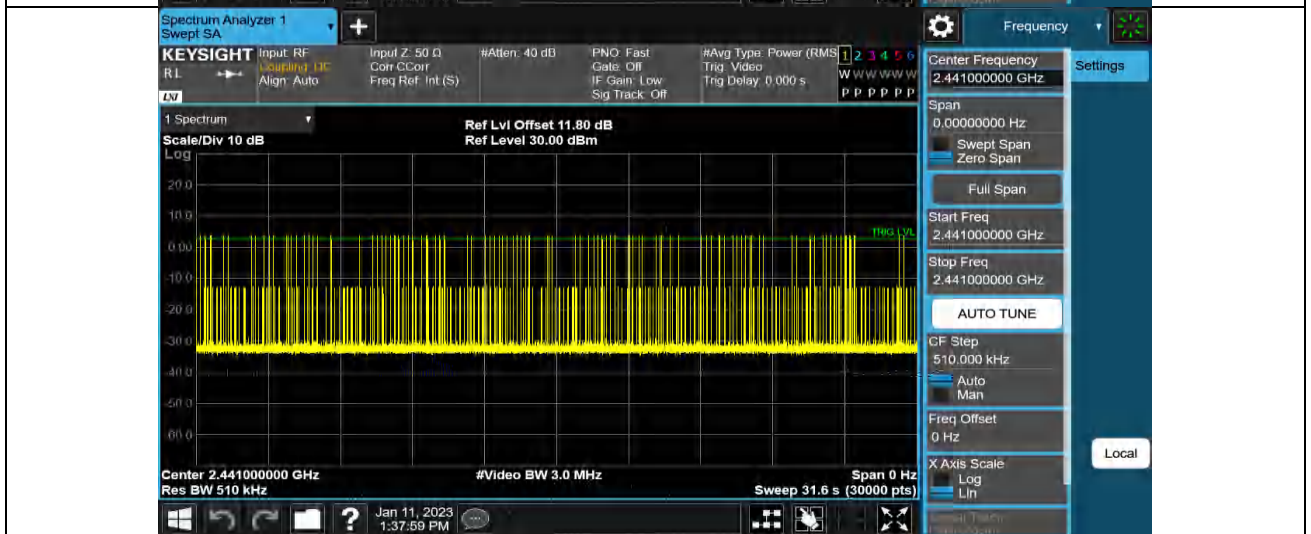 Spectrum Analyzer 1
Swept SA
+
Frequency
KEYSIGHT
RL
LXI
Input: RF
Coupling: DC
Align: Auto
Input Z: 50 Ω
Corr CCorr
Freq Ref: Int (S)
#Atten: 40 dB
PNO: Fast
Gate: Off
IF Gain: Low
Sig Track: Off
#Avg Type: Power (RMS
Trig: Video
Trig Delay: 0.000 s
1 2 3 4 5 6
W W W W W W
P P P P P P
1 Spectrum
Scale/Div 10 dB
Ref Lvl Offset 11.80 dB
Ref Level 30.00 dBm
Log
20.0
10.0
0.00
-10.0
-20.0
-30.0
-40.0
-50.0
-60.0
TRIG LVL
Center 2.441000000 GHz
#Video BW 3.0 MHz
Span 0 Hz
Res BW 510 kHz
Sweep 31.6 s (30000 pts)
Center Frequency
2.441000000 GHz
Settings
Span
0.00000000 Hz
Swept Span
Zero Span
Full Span
Start Freq
2.441000000 GHz
Stop Freq
2.441000000 GHz
AUTO TUNE
CF Step
510.000 kHz
Auto
Man
Freq Offset
0 Hz
X Axis Scale
Log
Lin
Local
?
Jan 11, 2023
1:37:59 PM